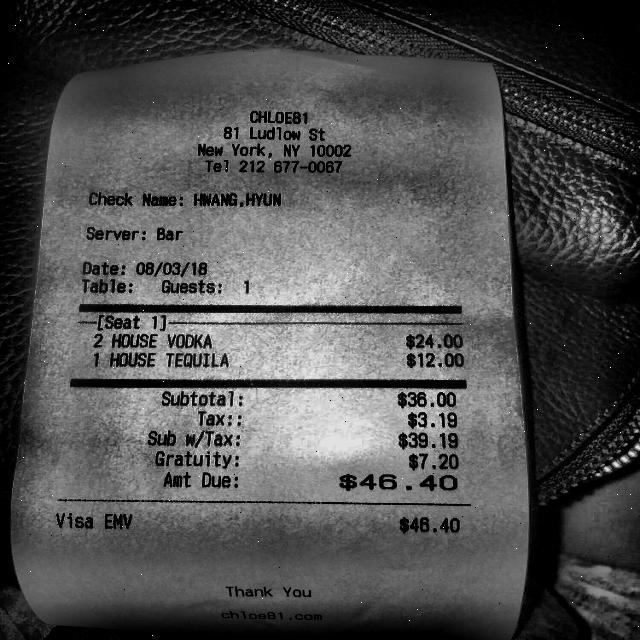 CHLOE81
81 Ludlow St
New York, NY 10002
Tel 212 677-0067
Check Name: HWANG,HYUN
Server: Bar
Date: 08/03/18
Table: Guests: 1
[Seat 1]
2 HOUSE VODKA $24.00
1 HOUSE TEQUILA $12.00
Subtotal: $36.00
Tax:: $3.19
Sub w/Tax: $39.19
Gratuity: $7.20
Amt Due: $46.40
Visa EMV $46.40
Thank You
chloe81.com